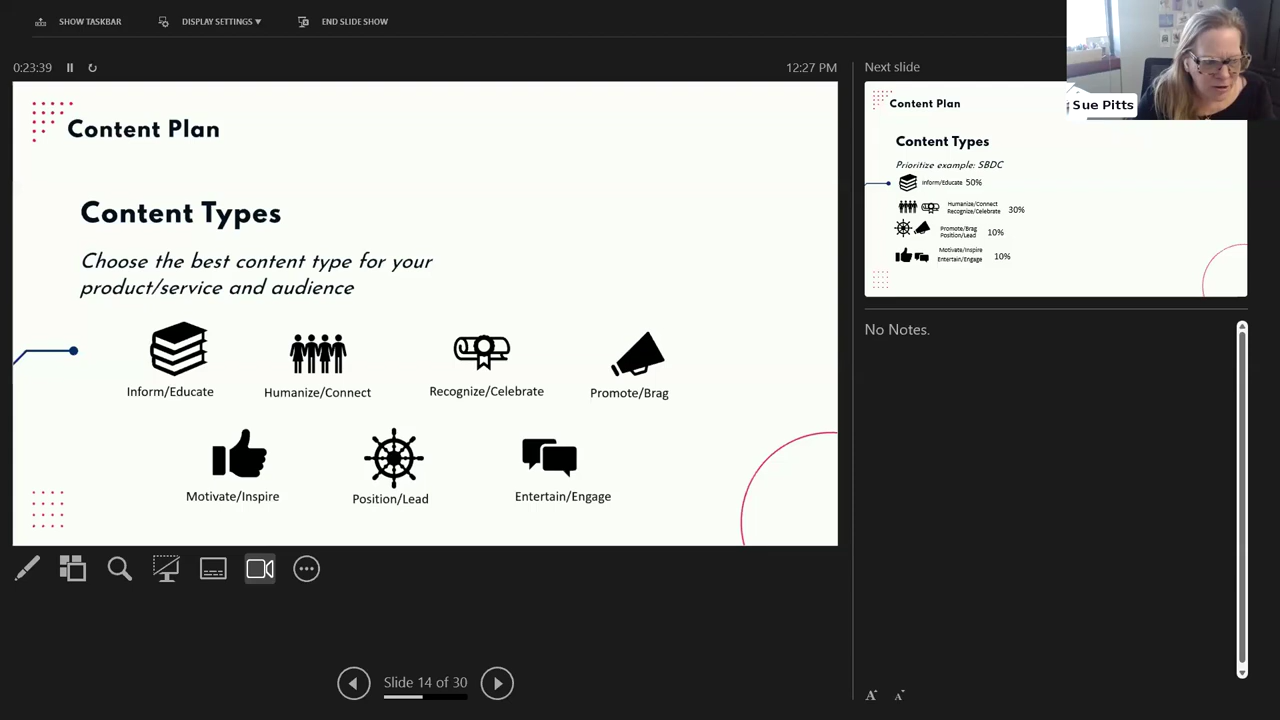 SHOW TASKBAR
DISPLAY SETTINGS ▼
END SLIDE SHOW
0:23:39
12:27 PM
Content Plan
Content Types
Choose the best content type for your
product/service and audience
Inform/Educate
Humanize/Connect
Recognize/Celebrate
Promote/Brag
Motivate/Inspire
Position/Lead
Entertain/Engage
Slide 14 of 30
Next slide
Sue Pitts
Content Plan
Content Types
Prioritize example: SBDC
Inform/Educate 50%
Humanize/Connect
Recognize/Celebrate 30%
Promote/Brag
Position/Lead 10%
Motivate/Inspire
Entertain/Engage 10%
No Notes.
A A